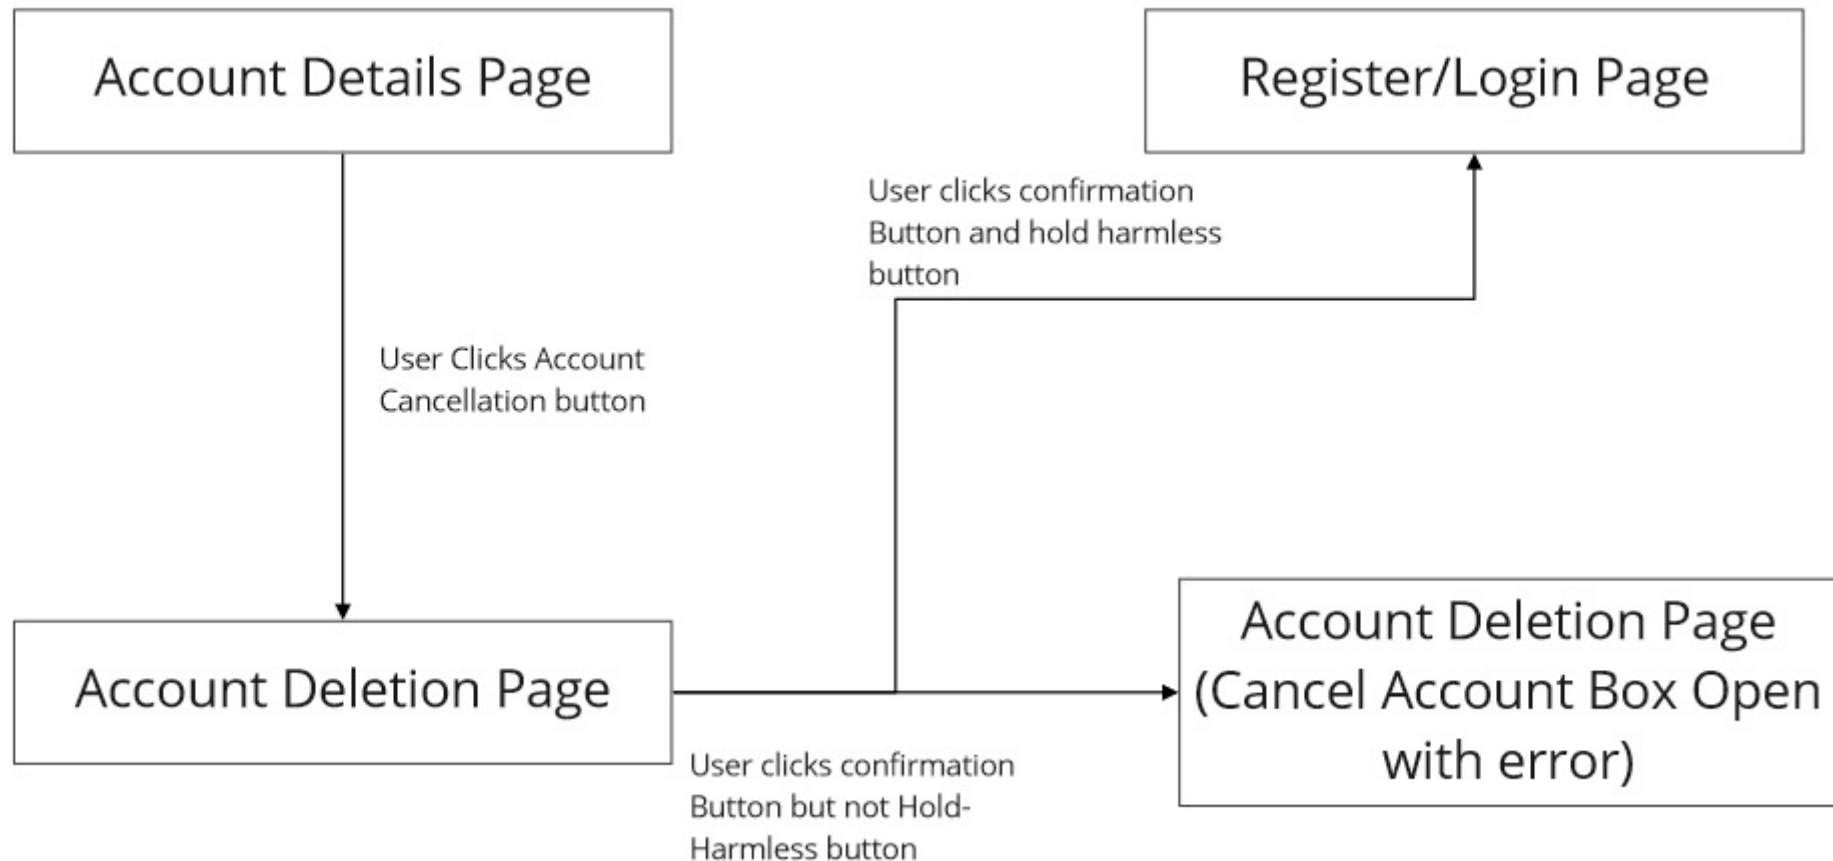 Account Details Page
Register/Login Page
User clicks confirmation
Button and hold harmless
button
User Clicks Account
Cancellation button
Account Deletion Page
Account Deletion Page
(Cancel Account Box Open
with error)
User clicks confirmation
Button but not Hold-
Harmless button